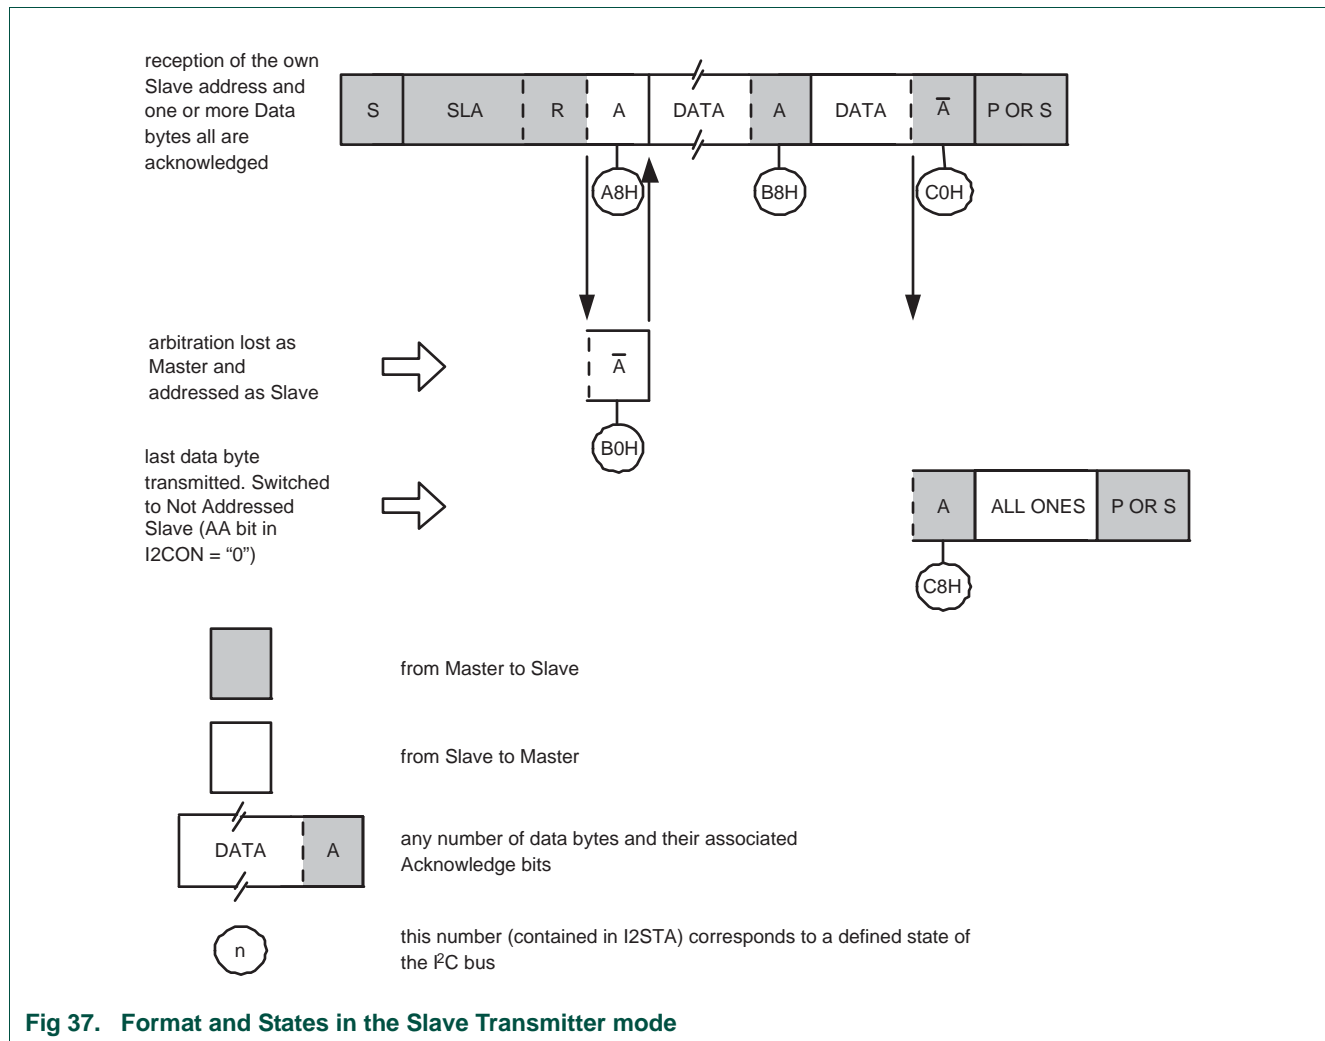 reception of the own
Slave address and
one or more Data
bytes all are
acknowledged
S SLA R A DATA A DATA A̅ P OR S
A8H B8H C0H
arbitration lost as
Master and
addressed as Slave
A̅
B0H
last data byte
transmitted. Switched
to Not Addressed
Slave (AA bit in
I2CON = “0”)
A ALL ONES P OR S
C8H
from Master to Slave
from Slave to Master
DATA A
any number of data bytes and their associated
Acknowledge bits
n
this number (contained in I2STA) corresponds to a defined state of
the I²C bus
Fig 37. Format and States in the Slave Transmitter mode